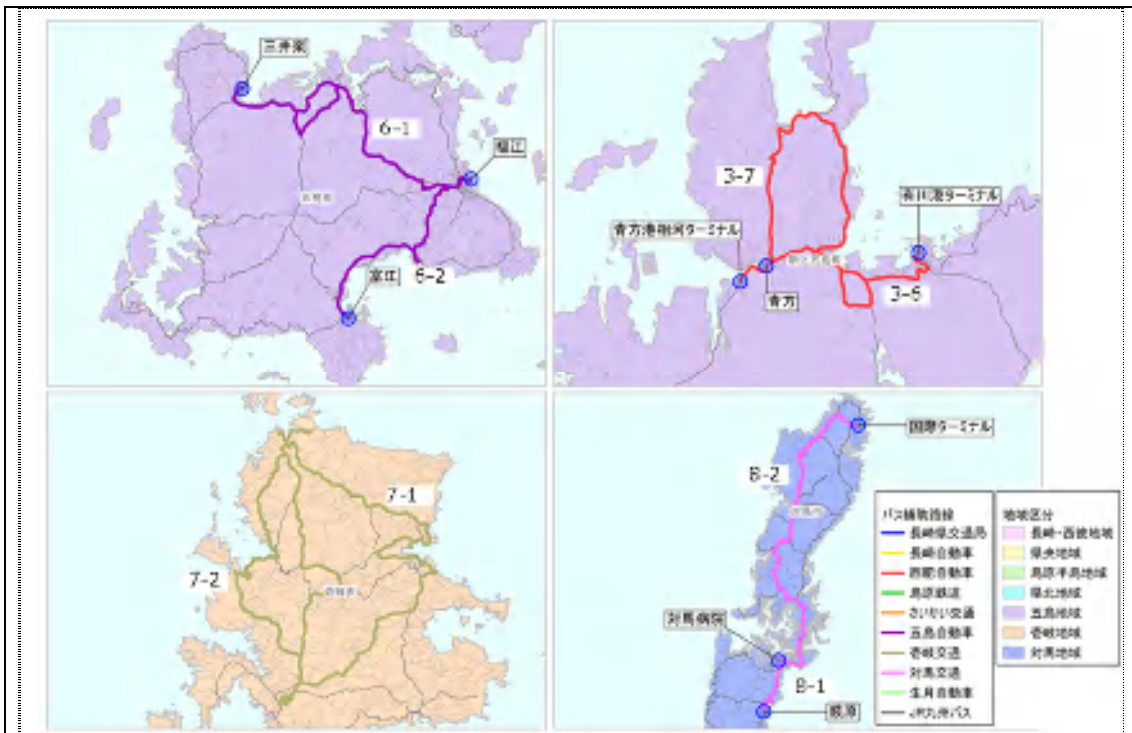 三井楽
6-1
福江
6-2
富江
3-7
有川港ターミナル
青方港相河ターミナル
青方
3-6
7-1
7-2
国際ターミナル
8-2
対馬病院
8-1
厳原
バス補助路線
長崎県交通局
長崎自動車
西肥自動車
島原鉄道
さいかい交通
五島自動車
壱岐交通
対馬交通
生月自動車
JR九州バス
地域区分
長崎・西彼地域
県央地域
島原半島地域
県北地域
五島地域
壱岐地域
対馬地域